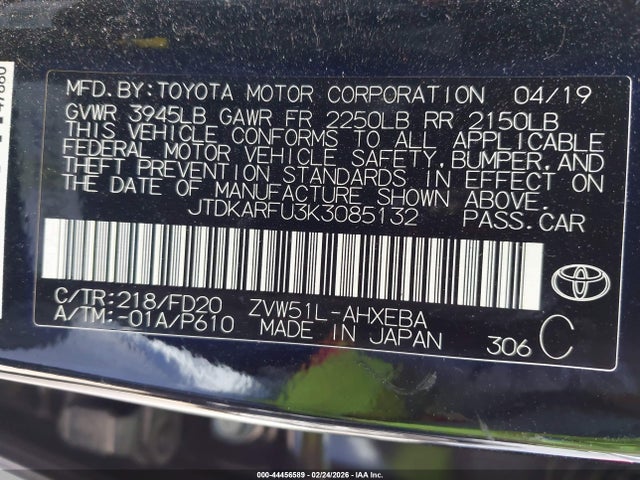 MFD.BY:TOYOTA MOTOR CORPORATION 04/19
GVWR 3945LB GAWR FR 2250LB RR 2150LB
THIS VEHICLE CONFORMS TO ALL APPLICABLE
FEDERAL MOTOR VEHICLE SAFETY,BUMPER,AND
THEFT PREVENTION STANDARDS IN EFFECT ON
THE DATE OF MANUFACTURE SHOWN ABOVE.
JTDKARFU3K3085132 PASS.CAR
C/TR:218/FD20 ZVW51L-AHXEBA
A/TM:-01A/P610 MADE IN JAPAN 306 C
000-44456589 - 02/24/2026 - IAA Inc.